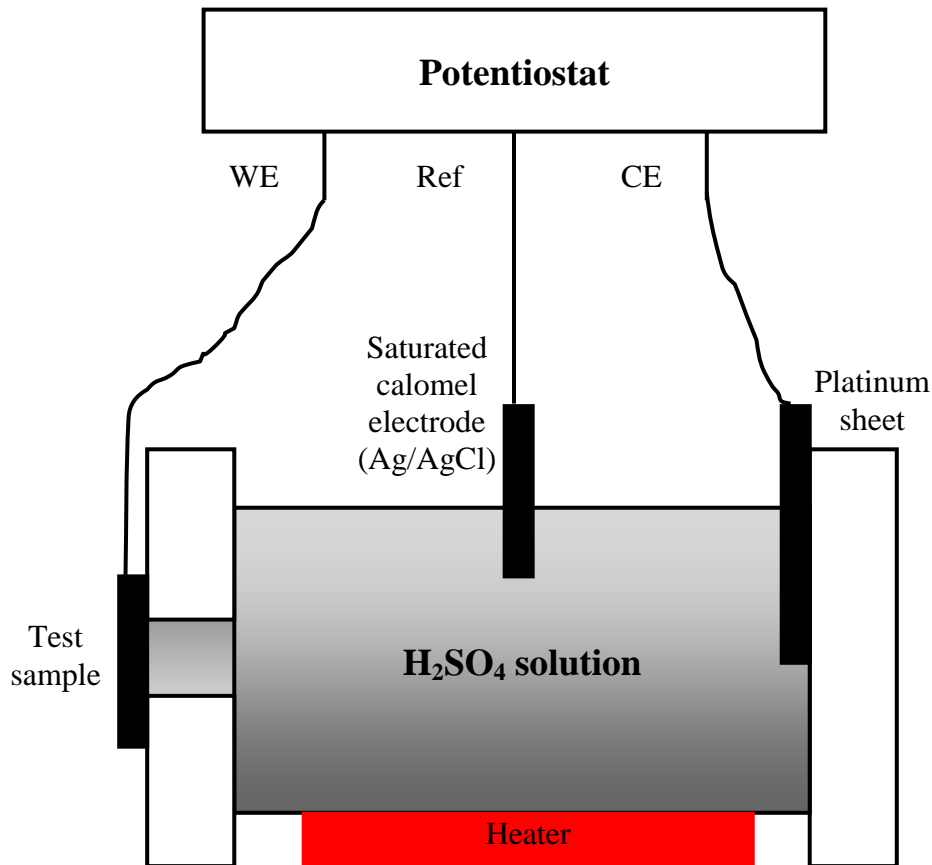 Potentiostat
WE
Ref
CE
Saturated
calomel
electrode
(Ag/AgCl)
Platinum
sheet
Test
sample
H₂SO₄ solution
Heater